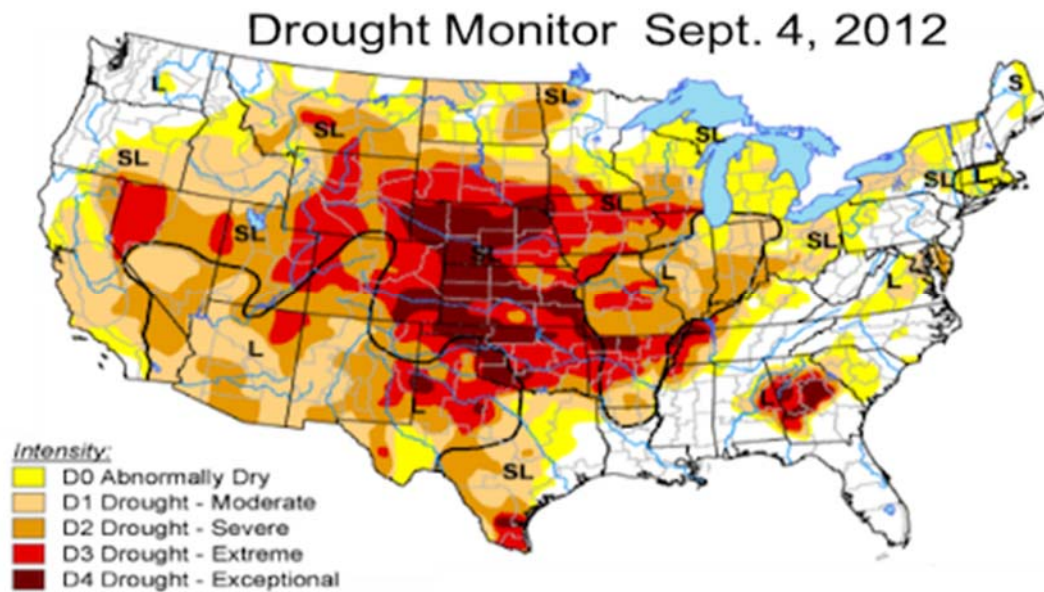 Drought Monitor Sept. 4, 2012
L
SL
S
SL
SL
SL
SL
L
SL
SL
SL
L
L
L
L
L
SL
Intensity:
D0 Abnormally Dry
D1 Drought - Moderate
D2 Drought - Severe
D3 Drought - Extreme
D4 Drought - Exceptional